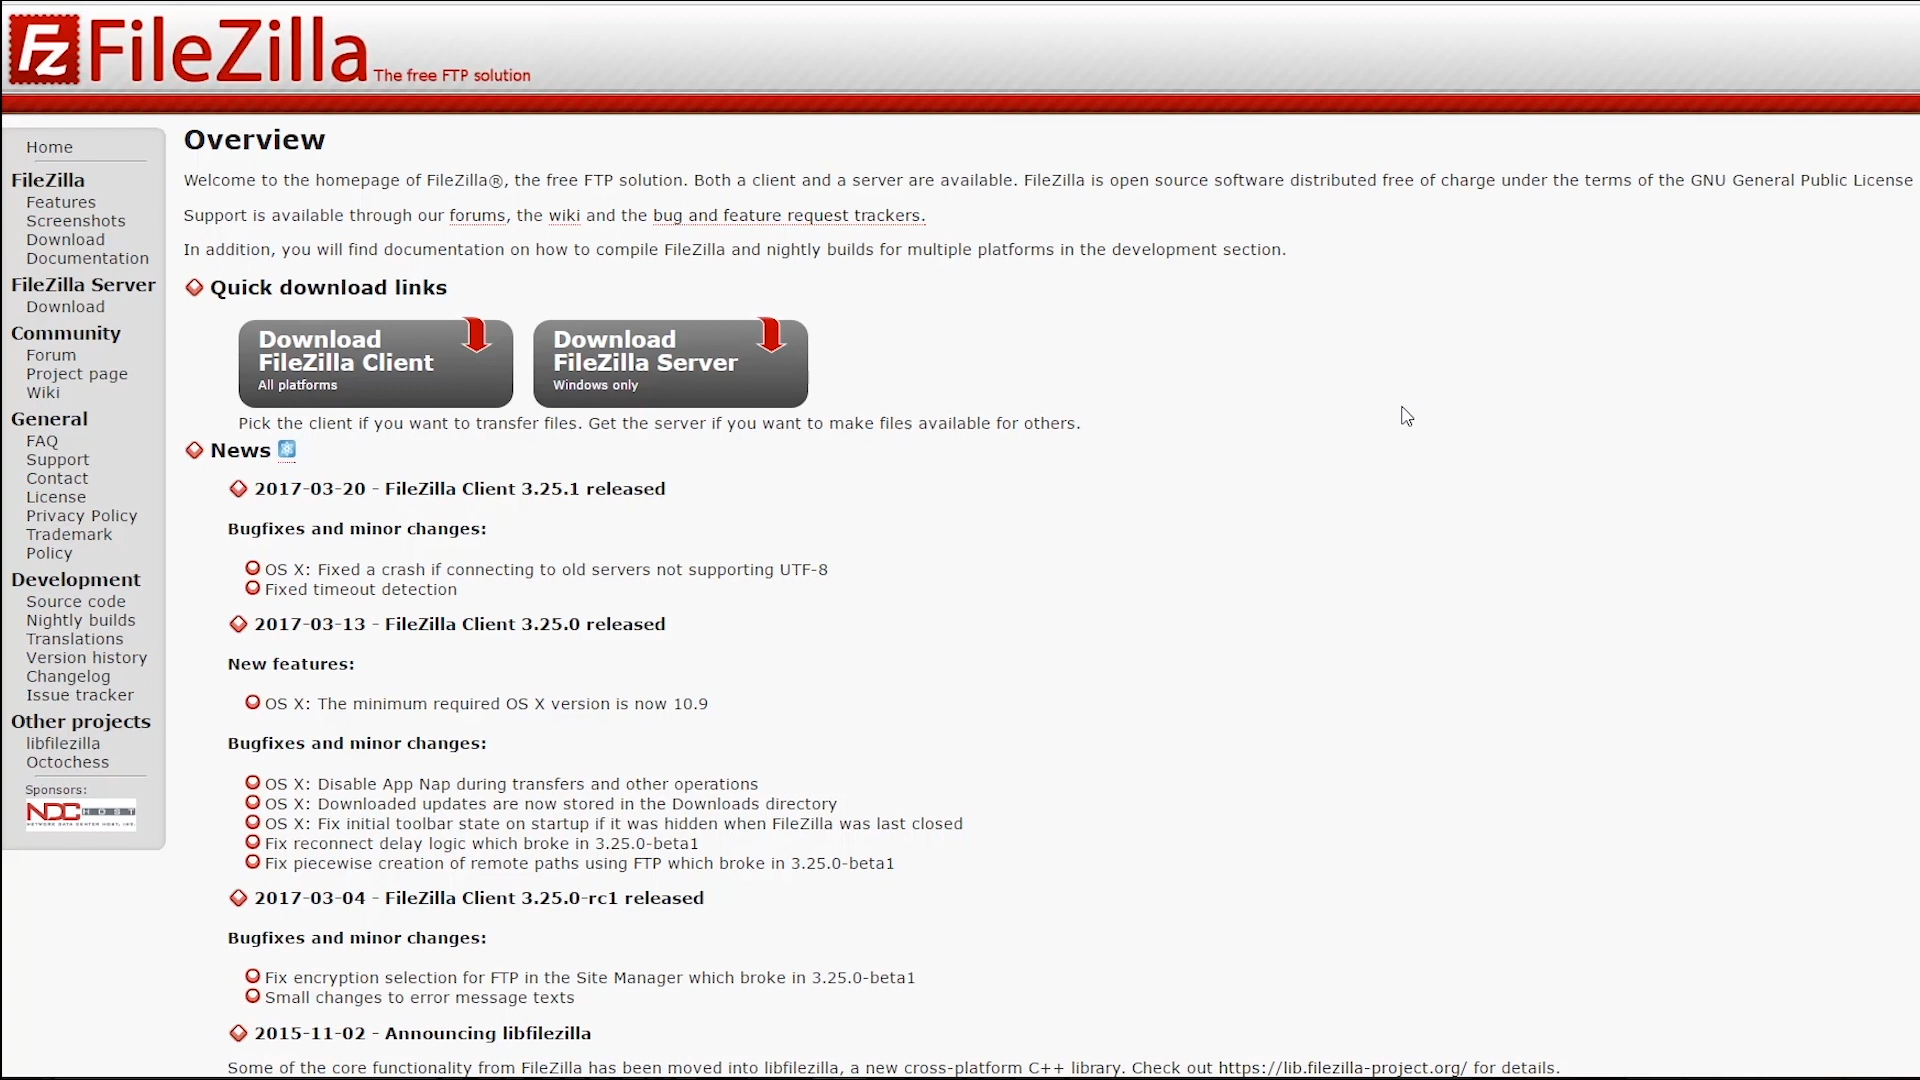 Fz FileZilla The free FTP solution
Home
FileZilla
Features
Screenshots
Download
Documentation
FileZilla Server
Download
Community
Forum
Project page
Wiki
General
FAQ
Support
Contact
License
Privacy Policy
Trademark
Policy
Development
Source code
Nightly builds
Translations
Version history
Changelog
Issue tracker
Other projects
libfilezilla
Octochess
Sponsors:
NDC HOST
NETWORK DATA CENTER HOST, INC.
Overview
Welcome to the homepage of FileZilla®, the free FTP solution. Both a client and a server are available. FileZilla is open source software distributed free of charge under the terms of the GNU General Public License
Support is available through our forums, the wiki and the bug and feature request trackers.
In addition, you will find documentation on how to compile FileZilla and nightly builds for multiple platforms in the development section.
Quick download links
Download
FileZilla Client
All platforms
Download
FileZilla Server
Windows only
Pick the client if you want to transfer files. Get the server if you want to make files available for others.
News
2017-03-20 - FileZilla Client 3.25.1 released
Bugfixes and minor changes:
OS X: Fixed a crash if connecting to old servers not supporting UTF-8
Fixed timeout detection
2017-03-13 - FileZilla Client 3.25.0 released
New features:
OS X: The minimum required OS X version is now 10.9
Bugfixes and minor changes:
OS X: Disable App Nap during transfers and other operations
OS X: Downloaded updates are now stored in the Downloads directory
OS X: Fix initial toolbar state on startup if it was hidden when FileZilla was last closed
Fix reconnect delay logic which broke in 3.25.0-beta1
Fix piecewise creation of remote paths using FTP which broke in 3.25.0-beta1
2017-03-04 - FileZilla Client 3.25.0-rc1 released
Bugfixes and minor changes:
Fix encryption selection for FTP in the Site Manager which broke in 3.25.0-beta1
Small changes to error message texts
2015-11-02 - Announcing libfilezilla
Some of the core functionality from FileZilla has been moved into libfilezilla, a new cross-platform C++ library. Check out https://lib.filezilla-project.org/ for details.